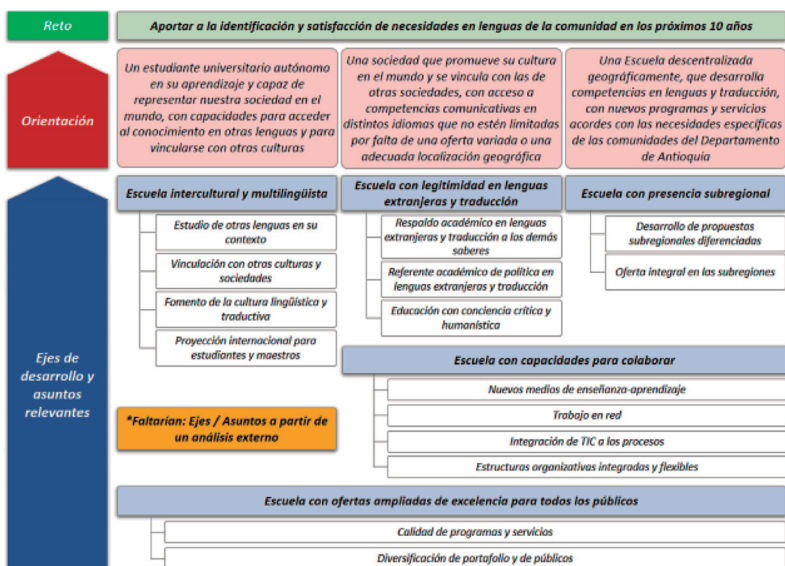 Reto
Aportar a la identificación y satisfacción de necesidades en lenguas de la comunidad en los próximos 10 años
Orientación
Un estudiante universitario autónomo
en su aprendizaje y capaz de
representar nuestra sociedad en el
mundo, con capacidades para acceder
al conocimiento en otras lenguas y para
vincularse con otras culturas
Una sociedad que promueve su cultura
en el mundo y se vincula con las de
otras sociedades, con acceso a
competencias comunicativas en
distintos idiomas que no estén limitadas
por falta de una oferta variada o una
adecuada localización geográfica
Una Escuela descentralizada
geográficamente, que desarrolla
competencias en lenguas y traducción,
con nuevos programas y servicios
acordes con las necesidades específicas
de las comunidades del Departamento
de Antioquia
Ejes de
desarrollo y
asuntos
relevantes
Escuela intercultural y multilingüista
Estudio de otras lenguas en su
contexto
Vinculación con otras culturas y
sociedades
Fomento de la cultura lingüística y
traductiva
Proyección internacional para
estudiantes y maestros
Escuela con legitimidad en lenguas
extranjeras y traducción
Respaldo académico en lenguas
extranjeras y traducción a los demás
saberes
Referente académico de política en
lenguas extranjeras y traducción
Educación con conciencia crítica y
humanística
Escuela con presencia subregional
Desarrollo de propuestas
subregionales diferenciadas
Oferta integral en las subregiones
Escuela con capacidades para colaborar
Nuevos medios de enseñanza-aprendizaje
Trabajo en red
Integración de TIC a los procesos
Estructuras organizativas integradas y flexibles
*Faltarían: Ejes / Asuntos a partir de
un análisis externo
Escuela con ofertas ampliadas de excelencia para todos los públicos
Calidad de programas y servicios
Diversificación de portafolio y de públicos